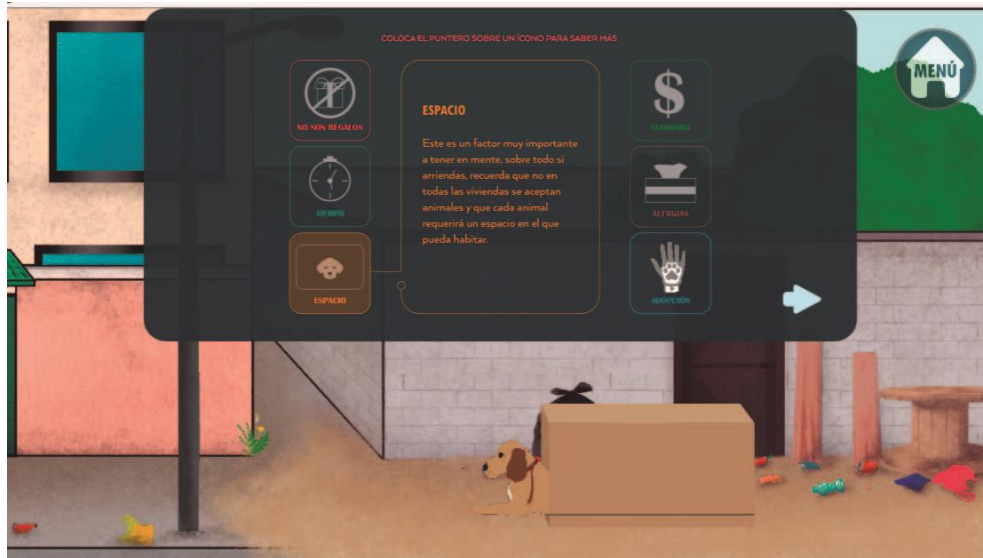 COLOCA EL PUNTERO SOBRE UN ÍCONO PARA SABER MÁS
MENÚ
NO SON REGALOS
TIEMPO
ESPACIO
ESPACIO
Este es un factor muy importante
a tener en mente, sobre todo si
arriendas, recuerda que no en
todas las viviendas se aceptan
animales y que cada animal
requerirá un espacio en el que
pueda habitar.
$
ECONOMIA
ALERGIAS
ADOPCIÓN